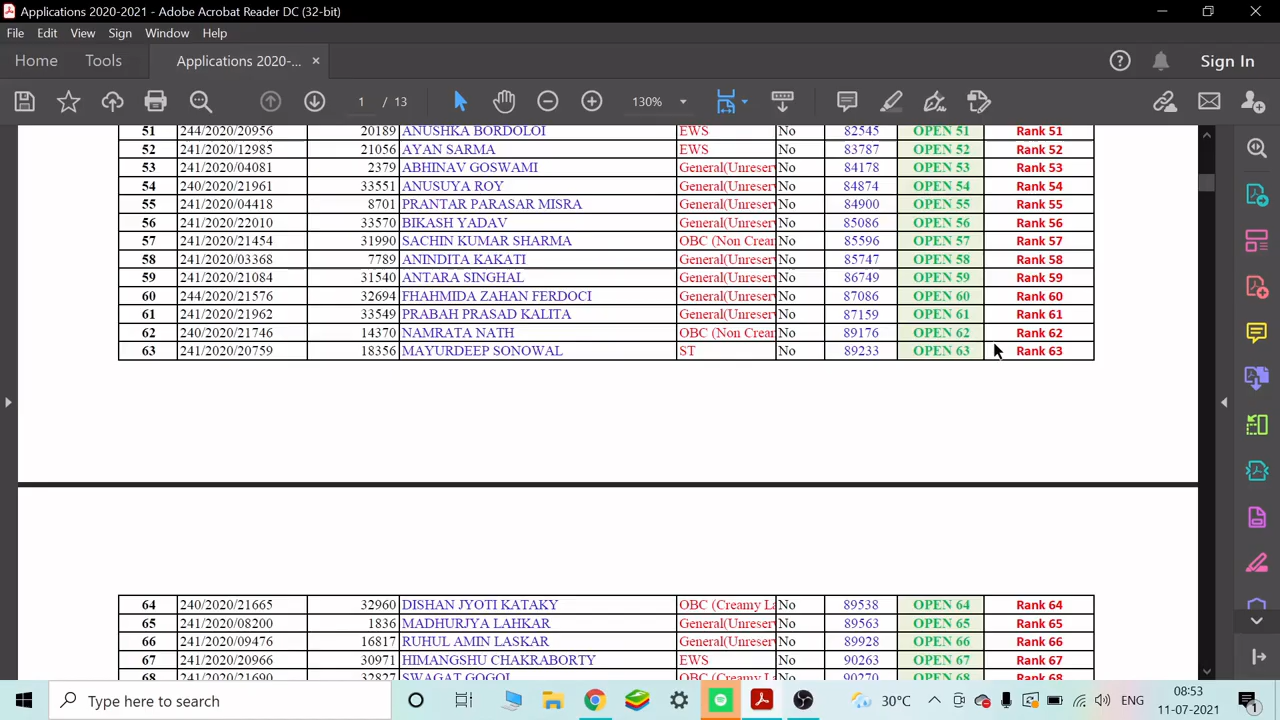 Applications 2020-2021 - Adobe Acrobat Reader DC (32-bit)
File Edit View Sign Window Help
Home Tools Applications 2020-... × Sign In
1 / 13 130%
51 244/2020/20956 20189 ANUSHKA BORDOLOI EWS No 82545 OPEN 51 Rank 51
52 241/2020/12985 21056 AYAN SARMA EWS No 83787 OPEN 52 Rank 52
53 241/2020/04081 2379 ABHINAV GOSWAMI General(Unreser No 84178 OPEN 53 Rank 53
54 240/2020/21961 33551 ANUSUYA ROY General(Unreser No 84874 OPEN 54 Rank 54
55 241/2020/04418 8701 PRANTAR PARASAR MISRA General(Unreser No 84900 OPEN 55 Rank 55
56 241/2020/22010 33570 BIKASH YADAV General(Unreser No 85086 OPEN 56 Rank 56
57 241/2020/21454 31990 SACHIN KUMAR SHARMA OBC (Non Crear No 85596 OPEN 57 Rank 57
58 241/2020/03368 7789 ANINDITA KAKATI General(Unreser No 85747 OPEN 58 Rank 58
59 241/2020/21084 31540 ANTARA SINGHAL General(Unreser No 86749 OPEN 59 Rank 59
60 244/2020/21576 32694 FHAHMIDA ZAHAN FERDOCI General(Unreser No 87086 OPEN 60 Rank 60
61 241/2020/21962 33549 PRABAH PRASAD KALITA General(Unreser No 87159 OPEN 61 Rank 61
62 240/2020/21746 14370 NAMRATA NATH OBC (Non Crear No 89176 OPEN 62 Rank 62
63 241/2020/20759 18356 MAYURDEEP SONOWAL ST No 89233 OPEN 63 Rank 63
64 240/2020/21665 32960 DISHAN JYOTI KATAKY OBC (Creamy La No 89538 OPEN 64 Rank 64
65 241/2020/08200 1836 MADHURJYA LAHKAR General(Unreser No 89563 OPEN 65 Rank 65
66 241/2020/09476 16817 RUHUL AMIN LASKAR General(Unreser No 89928 OPEN 66 Rank 66
67 241/2020/20966 30971 HIMANGSHU CHAKRABORTY EWS No 90263 OPEN 67 Rank 67
68 241/2020/21690 32827 SWAGAT GOGOI OBC (Creamy La No 90270 OPEN 68 Rank 68
Type here to search 30°C ENG 08:53
11-07-2021 1